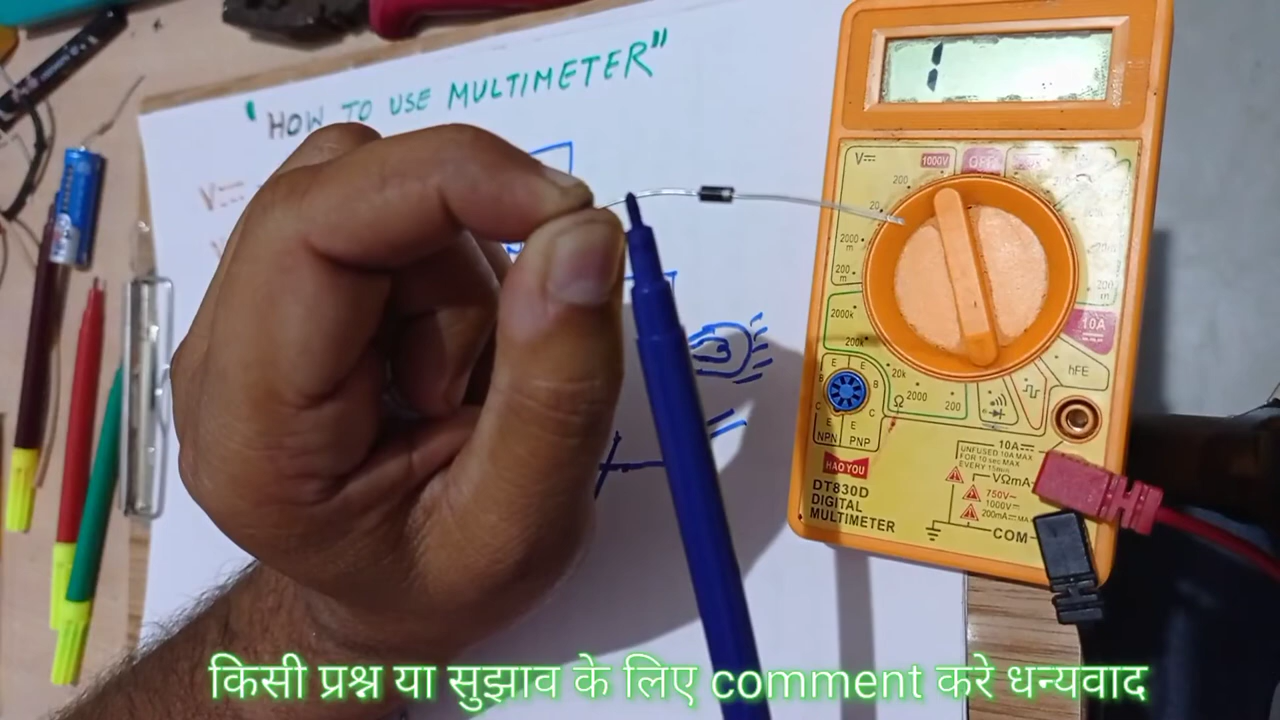 "HOW TO USE MULTIMETER"
V
1
V
1000V
OFF
200
20
2000
m
200
m
200
m
2000k
200k
20k
Ω
2000
200
10A
hFE
E
E
B
B
C
C
E
E
NPN
PNP
HAO YOU
DT830D
DIGITAL
MULTIMETER
10A
UNFUSED 10A MAX
FOR 10 sec MAX
EVERY 15min
VΩmA
750V~
1000V
200mA
COM
किसी प्रश्न या सुझाव के लिए comment करे धन्यवाद